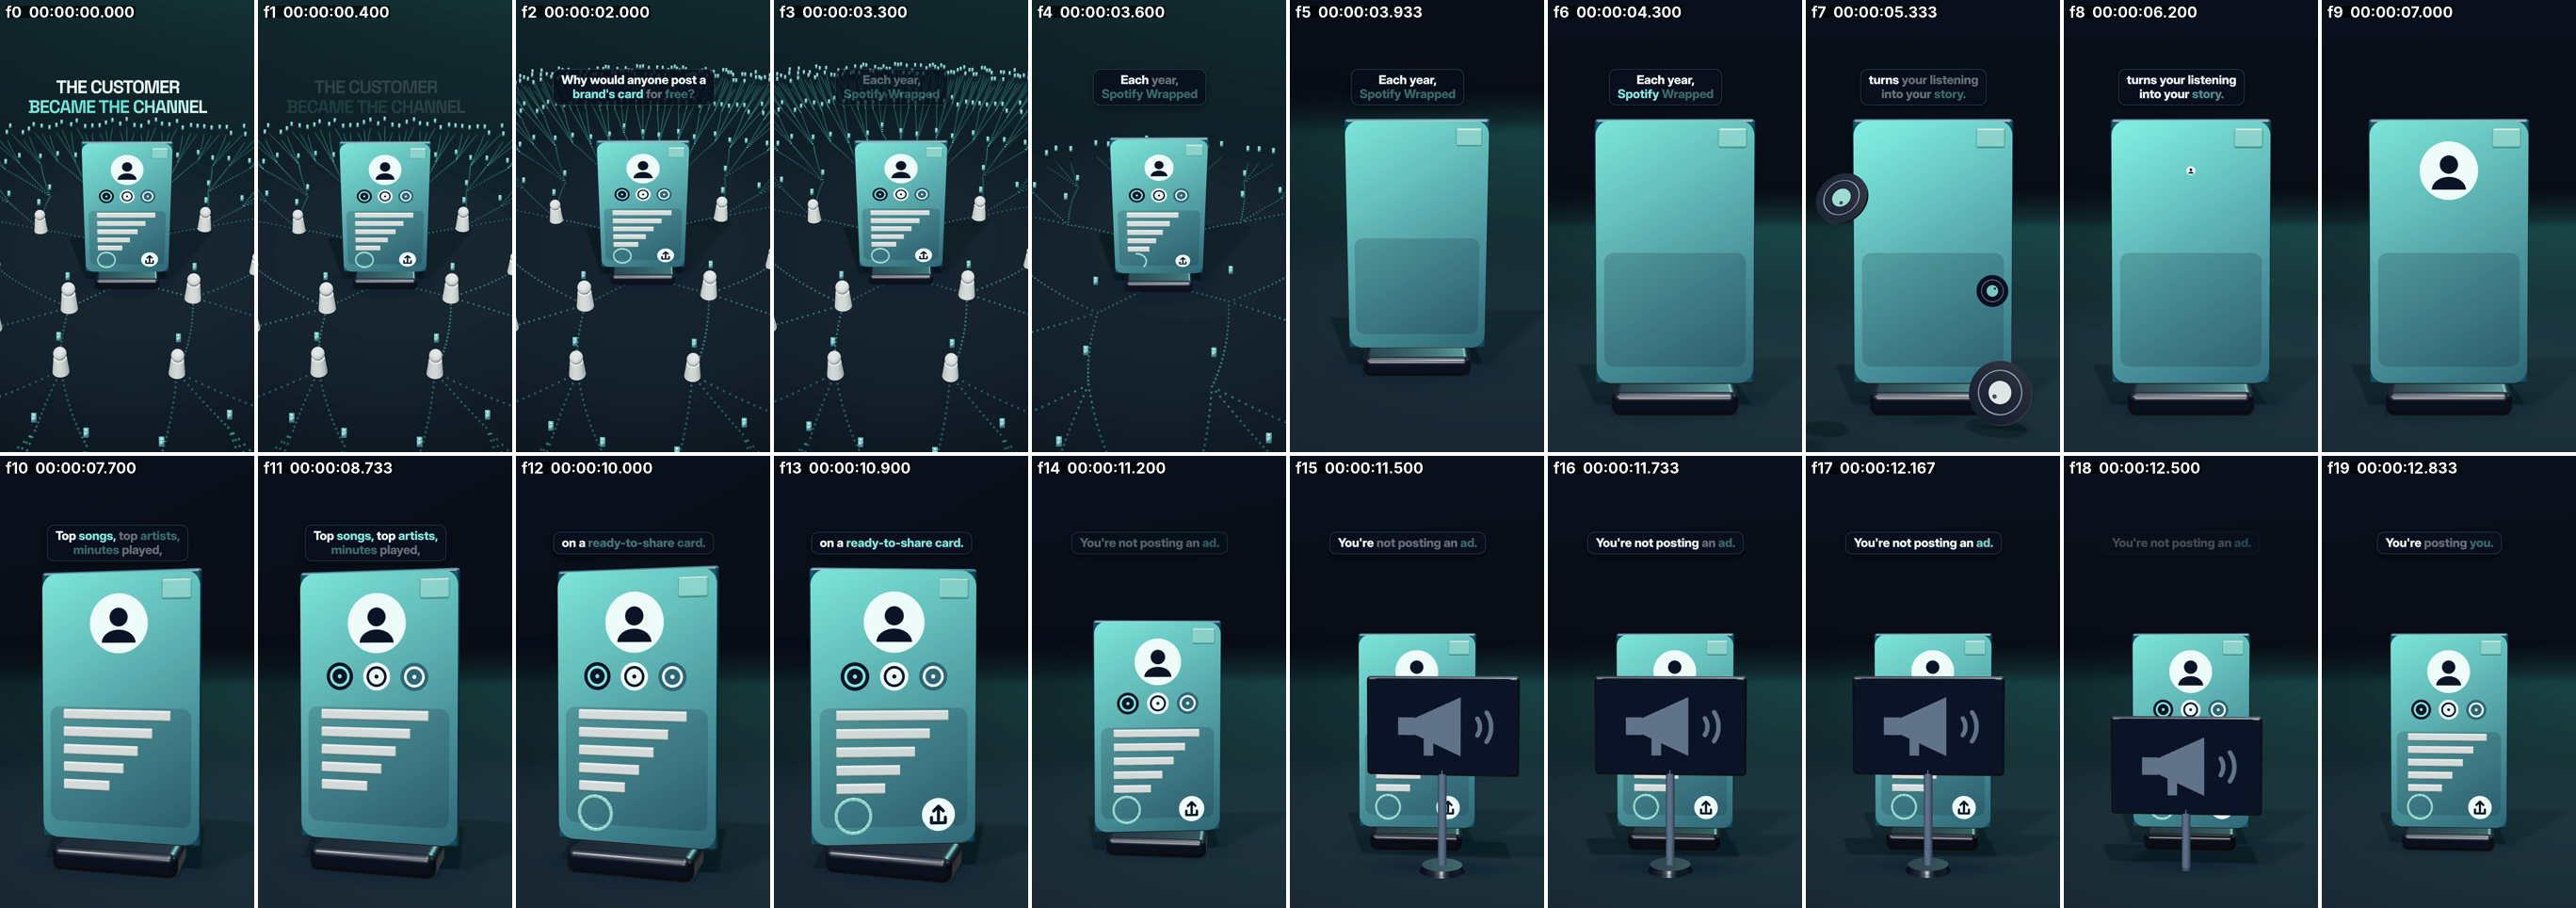 f0 00:00:00.000
THE CUSTOMER
BECAME THE CHANNEL
f1 00:00:00.400
THE CUSTOMER
BECAME THE CHANNEL
f2 00:00:02.000
Why would anyone post a
brand's card for free?
f3 00:00:03.300
Each year,
Spotify Wrapped
f4 00:00:03.600
Each year,
Spotify Wrapped
f5 00:00:03.933
Each year,
Spotify Wrapped
f6 00:00:04.300
Each year,
Spotify Wrapped
f7 00:00:05.333
turns your listening
into your story.
f8 00:00:06.200
turns your listening
into your story.
f9 00:00:07.000
f10 00:00:07.700
Top songs, top artists,
minutes played,
f11 00:00:08.733
Top songs, top artists,
minutes played,
f12 00:00:10.000
on a ready-to-share card.
f13 00:00:10.900
on a ready-to-share card.
f14 00:00:11.200
You're not posting an ad.
f15 00:00:11.500
You're not posting an ad.
f16 00:00:11.733
You're not posting an ad.
f17 00:00:12.167
You're not posting an ad.
f18 00:00:12.500
You're not posting an ad.
f19 00:00:12.833
You're posting you.